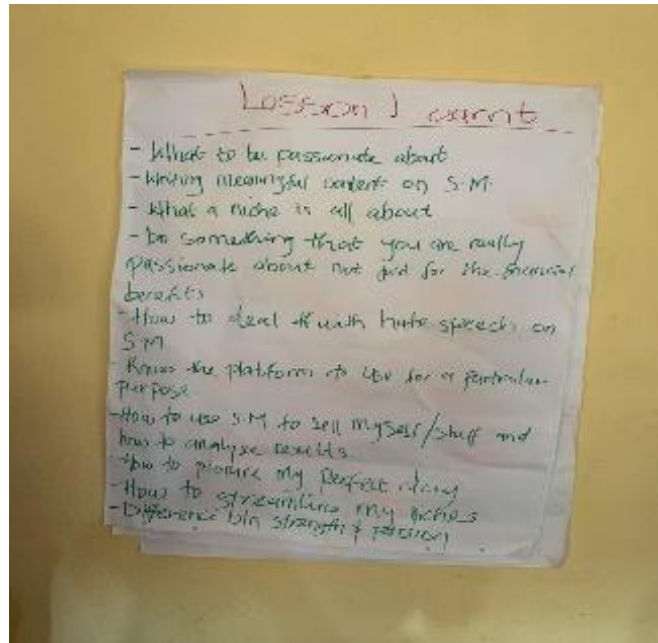 Lesson I earnt
- What to be passionate about
- Writing meaningful content on S.M.
- What a niche is all about
- Do something that you are really
passionate about not just for the financial
benefits
- How to deal with hate speech on
S.M
- Know the platform to use for a particular
purpose
- How to use S.M to sell myself/stuff and
how to analyze results
- How to picture my perfect
- How to streamline my niches
- Difference b/n strength & passion